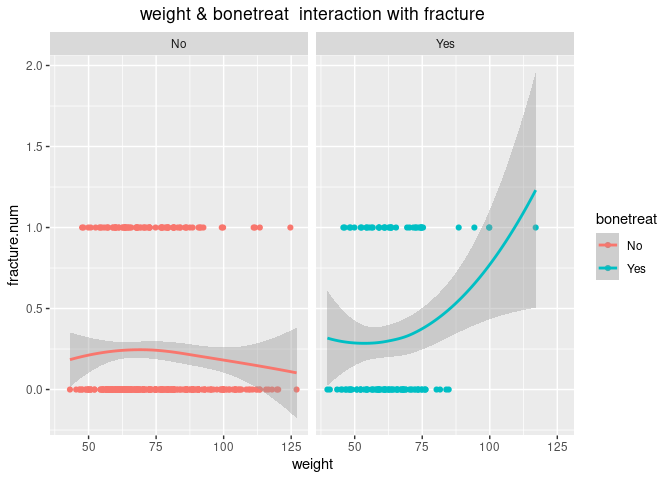 weight & bonetreat  interaction with fracture
No
Yes
2.0
1.5
1.0
0.5
0.0
fracture.num
50
75
100
125
50
75
100
125
weight
bonetreat
No
Yes